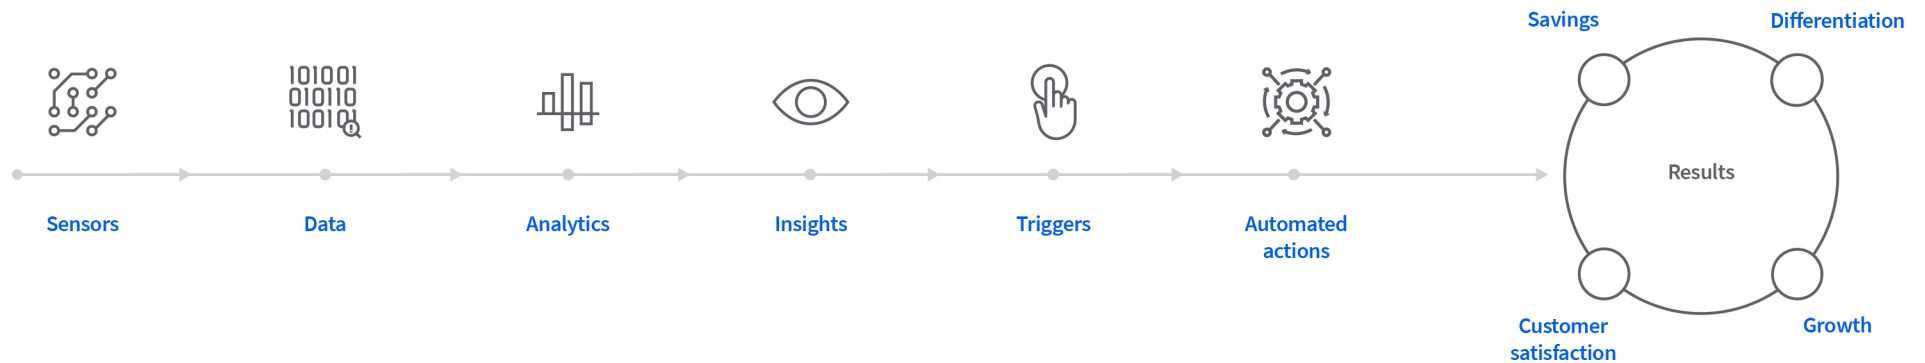 Savings
Differentiation
101001
010110
100101
Results
Sensors
Data
Analytics
Insights
Triggers
Automated
actions
Customer
satisfaction
Growth